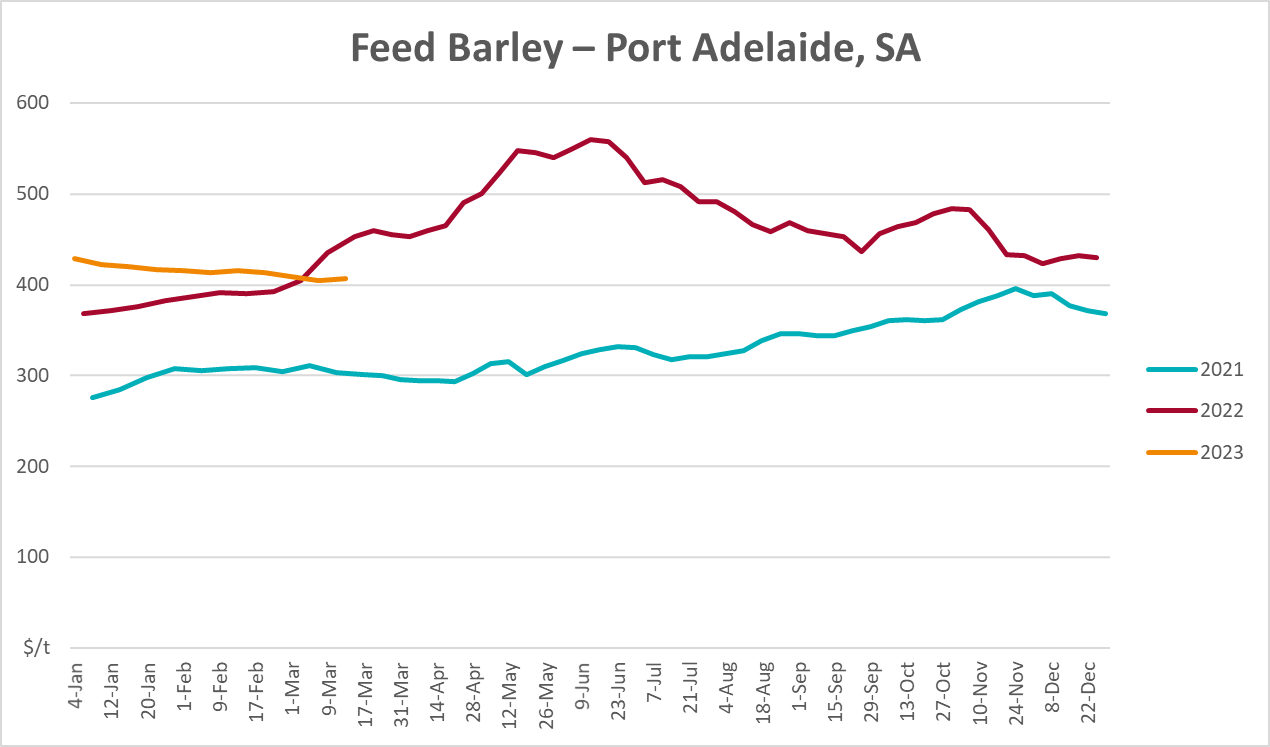 Feed Barley – Port Adelaide, SA
600
500
400
300
200
100
$/t
4-Jan
12-Jan
20-Jan
1-Feb
9-Feb
17-Feb
1-Mar
9-Mar
17-Mar
31-Mar
14-Apr
28-Apr
12-May
26-May
9-Jun
23-Jun
7-Jul
21-Jul
4-Aug
18-Aug
1-Sep
15-Sep
29-Sep
13-Oct
27-Oct
10-Nov
24-Nov
8-Dec
22-Dec
2021
2022
2023